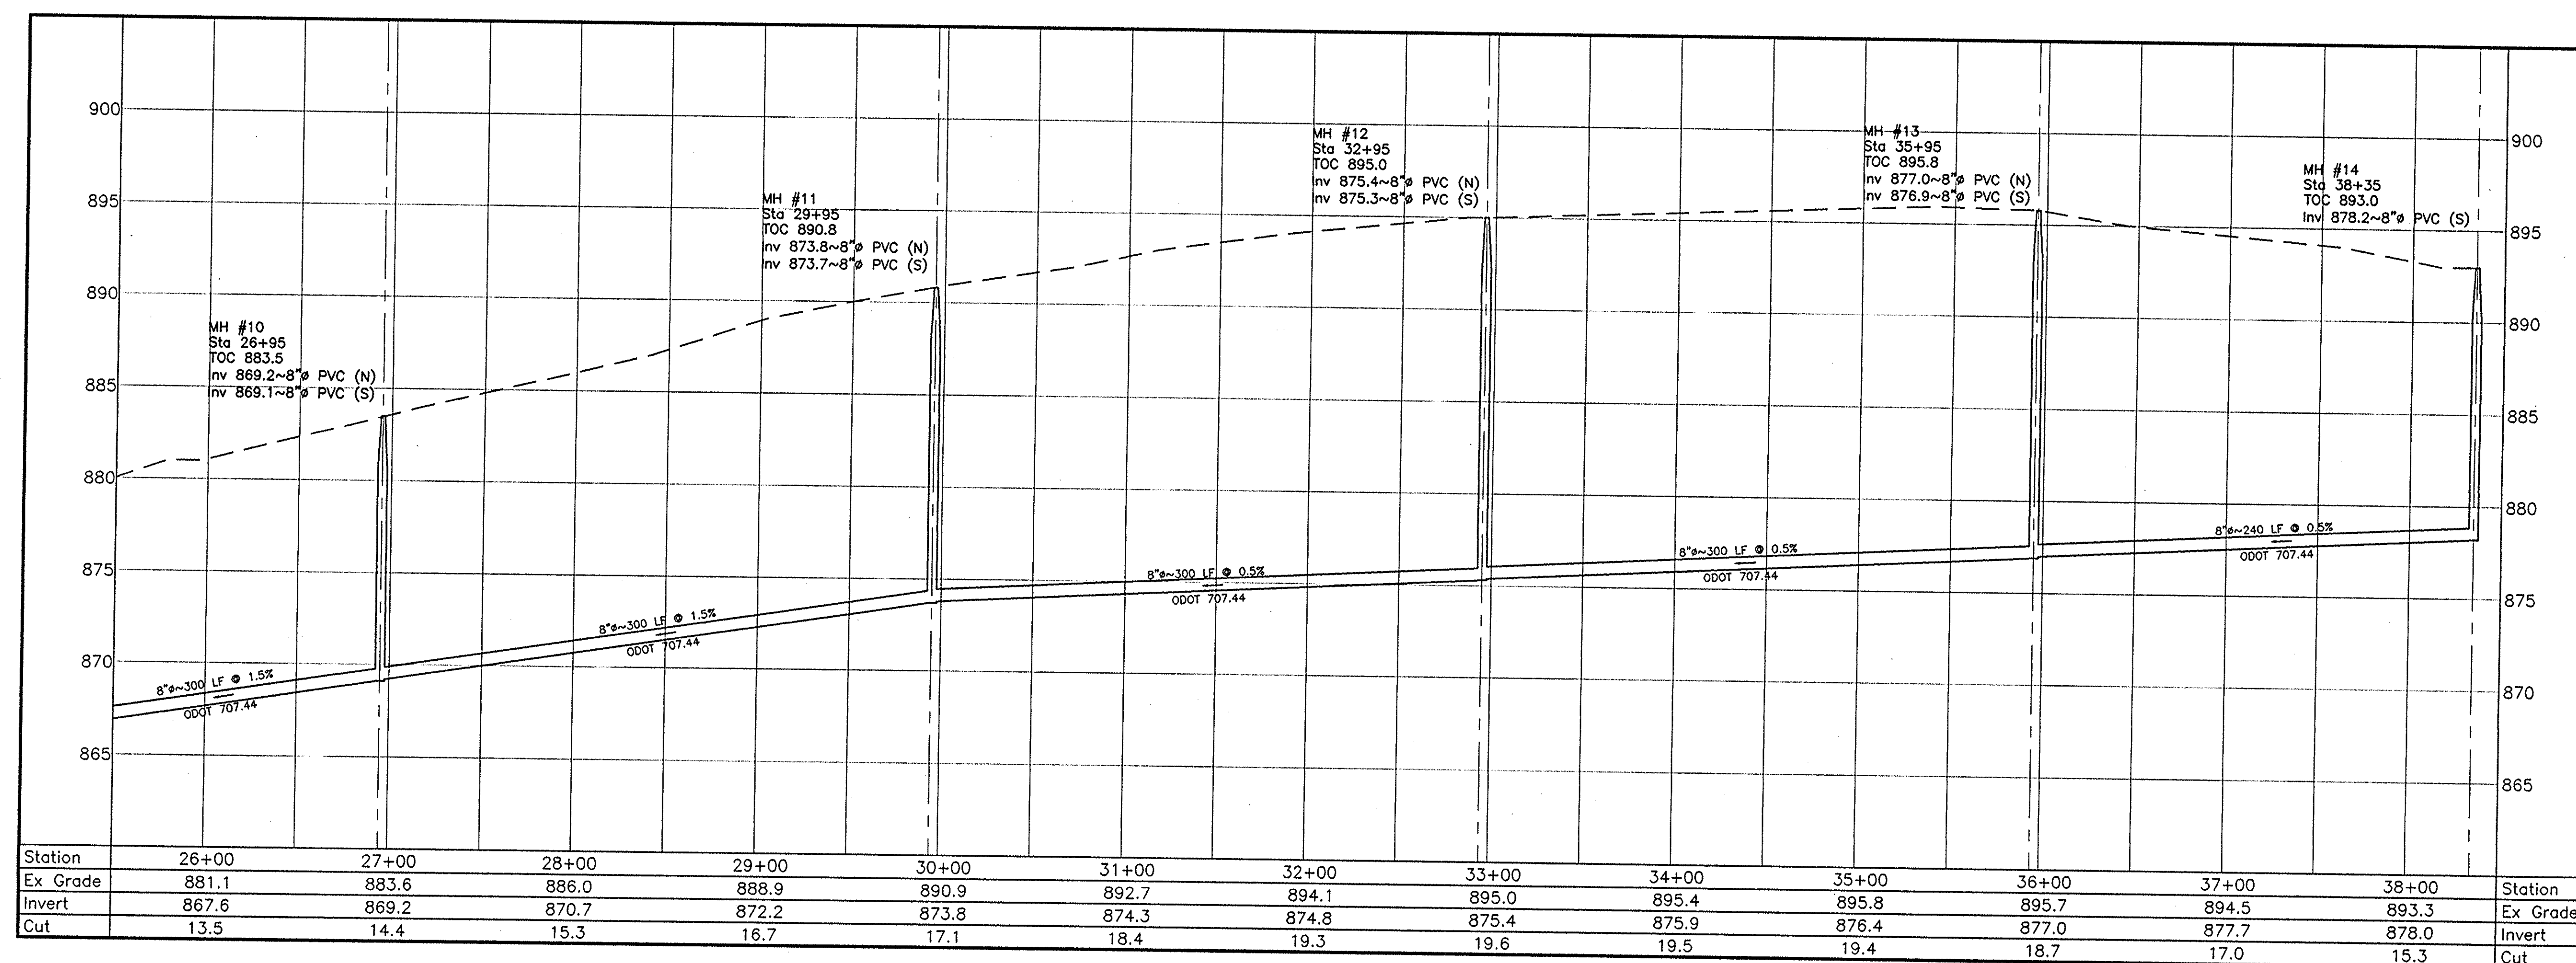 900
895
890
885
880
875
870
865
MH #10
Sta 26+95
TOC 883.5
Inv 869.2~8"ø PVC (N)
Inv 869.1~8"ø PVC (S)
MH #11
Sta 29+95
TOC 890.8
Inv 873.8~8"ø PVC (N)
Inv 873.7~8"ø PVC (S)
MH #12
Sta 32+95
TOC 895.0
Inv 875.4~8"ø PVC (N)
Inv 875.3~8"ø PVC (S)
MH #13
Sta 35+95
TOC 895.8
Inv 877.0~8"ø PVC (N)
Inv 876.9~8"ø PVC (S)
MH #14
Sta 38+35
TOC 893.0
Inv 878.2~8"ø PVC (S)
900
895
890
885
880
875
870
865
8"ø~300 LF @ 1.5%
ODOT 707.44
8"ø~300 LF @ 1.5%
ODOT 707.44
8"ø~300 LF @ 0.5%
ODOT 707.44
8"ø~300 LF @ 0.5%
ODOT 707.44
8"ø~240 LF @ 0.5%
ODOT 707.44
Station 26+00 27+00 28+00 29+00 30+00 31+00 32+00 33+00 34+00 35+00 36+00 37+00 38+00 Station
Ex Grade 881.1 883.6 886.0 888.9 890.9 892.7 894.1 895.0 895.4 895.8 895.7 894.5 893.3 Ex Grade
Invert 867.6 869.2 870.7 872.2 873.8 874.3 874.8 875.4 875.9 876.4 877.0 877.7 878.0 Invert
Cut 13.5 14.4 15.3 16.7 17.1 18.4 19.3 19.6 19.5 19.4 18.7 17.0 15.3 Cut